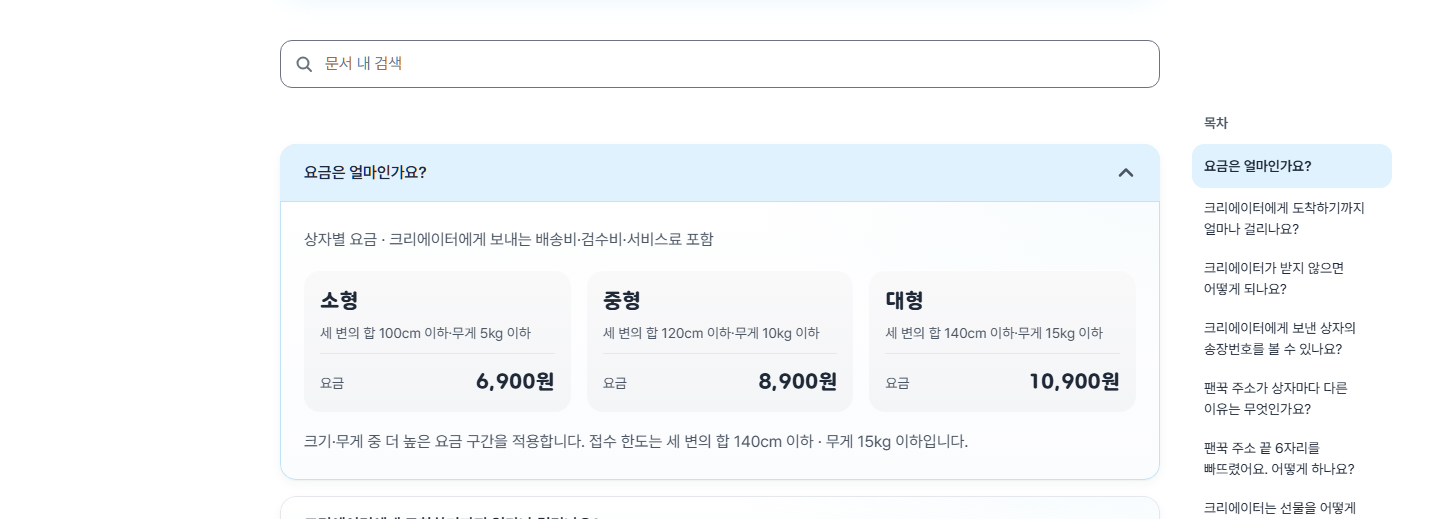 문서 내 검색
요금은 얼마인가요?
상자별 요금 · 크리에이터에게 보내는 배송비·검수비·서비스료 포함
소형
세 변의 합 100cm 이하·무게 5kg 이하
요금 6,900원
중형
세 변의 합 120cm 이하·무게 10kg 이하
요금 8,900원
대형
세 변의 합 140cm 이하·무게 15kg 이하
요금 10,900원
크기·무게 중 더 높은 요금 구간을 적용합니다. 접수 한도는 세 변의 합 140cm 이하 · 무게 15kg 이하입니다.
목차
요금은 얼마인가요?
크리에이터에게 도착하기까지
얼마나 걸리나요?
크리에이터가 받지 않으면
어떻게 되나요?
크리에이터에게 보낸 상자의
송장번호를 볼 수 있나요?
팬꾹 주소가 상자마다 다른
이유는 무엇인가요?
팬꾹 주소 끝 6자리를
빠뜨렸어요. 어떻게 하나요?
크리에이터는 선물을 어떻게